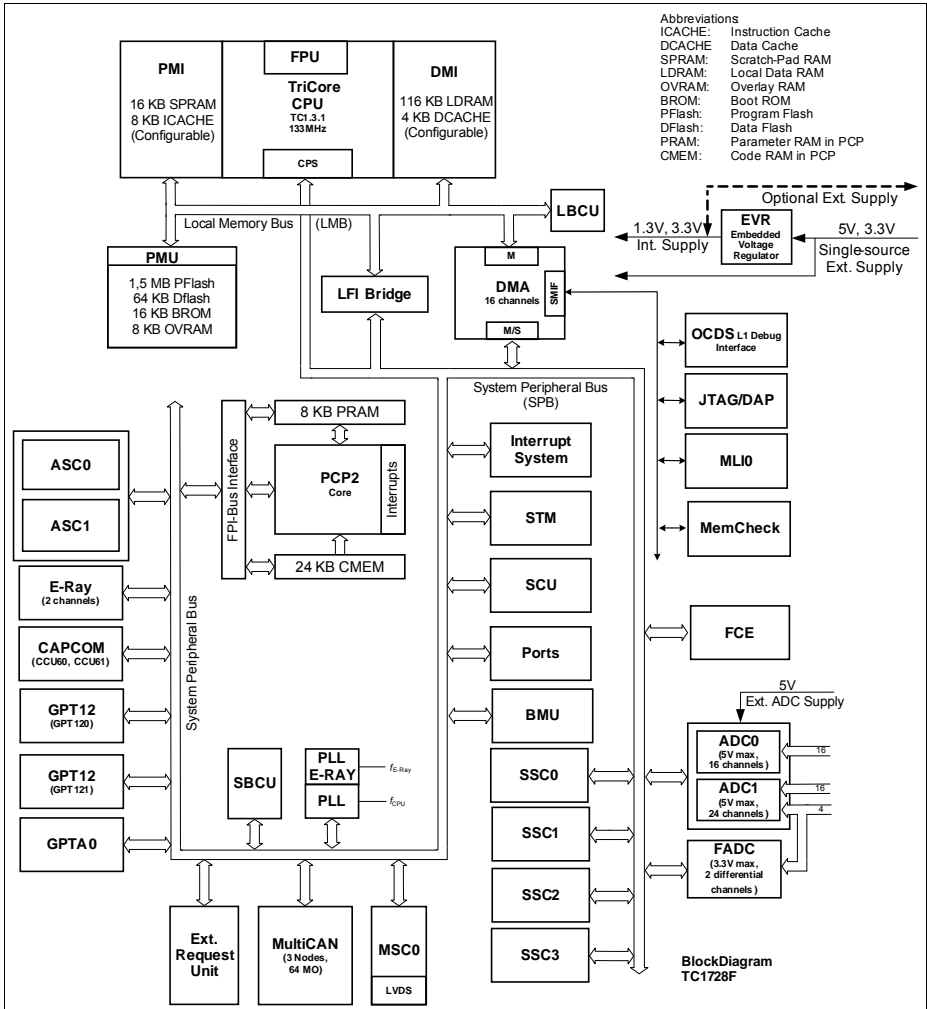 Abbreviations:
ICACHE: Instruction Cache
DCACHE Data Cache
SPRAM: Scratch-Pad RAM
LDRAM: Local Data RAM
OVRAM: Overlay RAM
BROM: Boot ROM
PFlash: Program Flash
DFlash: Data Flash
PRAM: Parameter RAM in PCP
CMEM: Code RAM in PCP
PMI
16 KB SPRAM
8 KB ICACHE
(Configurable)
FPU
TriCore
CPU
TC1.3.1
133MHz
CPS
DMI
116 KB LDRAM
4 KB DCACHE
(Configurable)
Local Memory Bus (LMB)
LBCU
Optional Ext. Supply
1.3V, 3.3V
Int. Supply
EVR
Embedded
Voltage
Regulator
5V, 3.3V
Single-source
Ext. Supply
PMU
1,5 MB PFlash
64 KB Dflash
16 KB BROM
8 KB OVRAM
LFI Bridge
M
DMA
16 channels
SMIF
M/S
OCDS L1 Debug
Interface
JTAG/DAP
MLI0
MemCheck
System Peripheral Bus
(SPB)
FPI-Bus Interface
8 KB PRAM
PCP2
Core
Interrupts
24 KB CMEM
Interrupt
System
STM
SCU
Ports
BMU
SSC0
SSC1
SSC2
SSC3
ASC0
ASC1
E-Ray
(2 channels)
CAPCOM
(CCU60, CCU61)
GPT12
(GPT120)
GPT12
(GPT121)
GPTA0
System Peripheral Bus
SBCU
PLL
E-RAY
fE-Ray
PLL
fCPU
FCE
5V
Ext. ADC Supply
ADC0
(5V max,
16 channels)
16
ADC1
(5V max,
24 channels)
16
4
FADC
(3.3V max,
2 differential
channels)
Ext.
Request
Unit
MultiCAN
(3 Nodes,
64 MO)
MSC0
LVDS
BlockDiagram
TC1728F